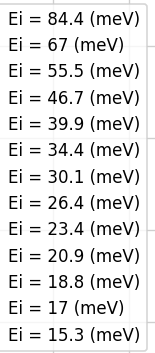 Ei = 84.4 (meV)
Ei = 67 (meV)
Ei = 55.5 (meV)
Ei = 46.7 (meV)
Ei = 39.9 (meV)
Ei = 34.4 (meV)
Ei = 30.1 (meV)
Ei = 26.4 (meV)
Ei = 23.4 (meV)
Ei = 20.9 (meV)
Ei = 18.8 (meV)
Ei = 17 (meV)
Ei = 15.3 (meV)